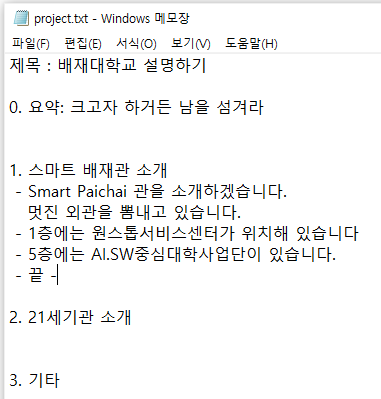 project.txt - Windows 메모장
파일(F) 편집(E) 서식(O) 보기(V) 도움말(H)
제목 : 배재대학교 설명하기
0. 요약: 크고자 하거든 남을 섬겨라
1. 스마트 배재관 소개
- Smart Paichai 관을 소개하겠습니다.
멋진 외관을 뽐내고 있습니다.
- 1층에는 원스톱서비스센터가 위치해 있습니다
- 5층에는 AI.SW중심대학사업단이 있습니다.
- 끝 -
2. 21세기관 소개
3. 기타